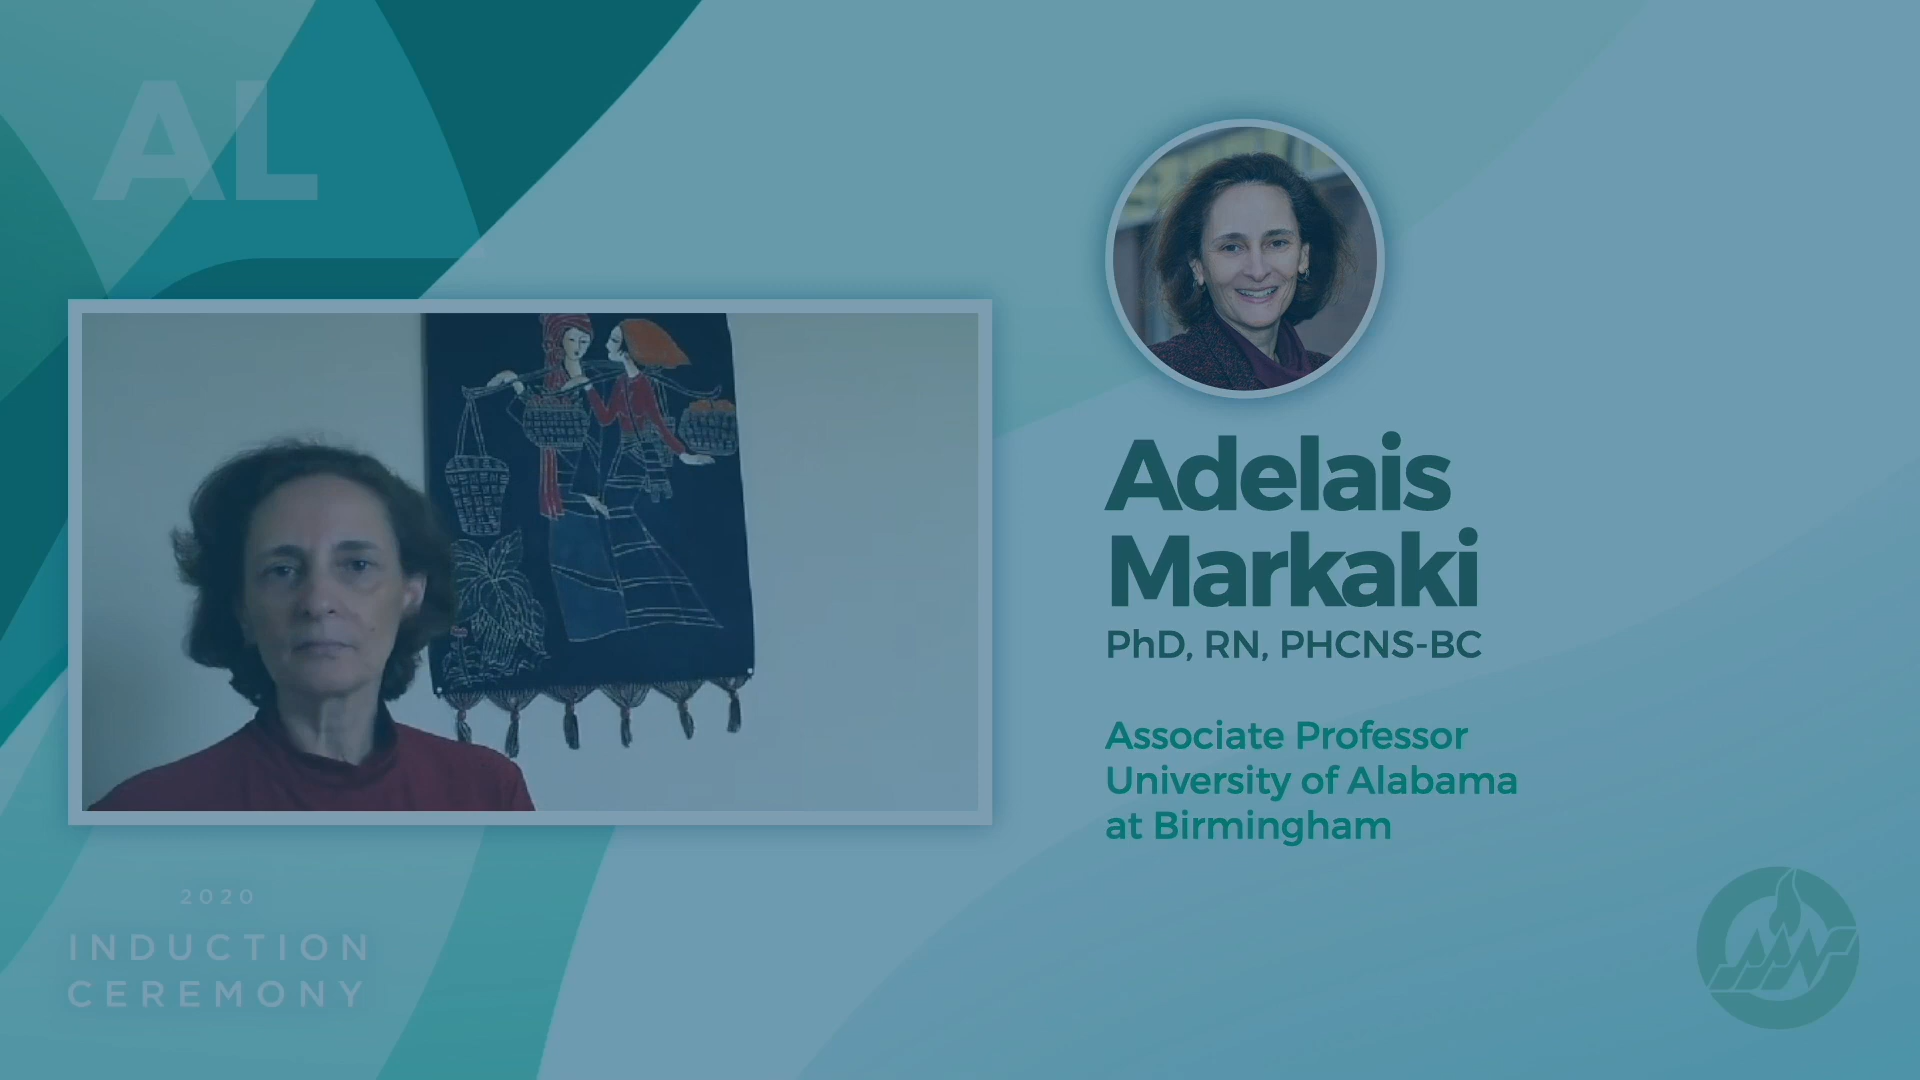 AL
Adelais
Markaki
PhD, RN, PHCNS-BC
Associate Professor
University of Alabama
at Birmingham
2020
INDUCTION
CEREMONY